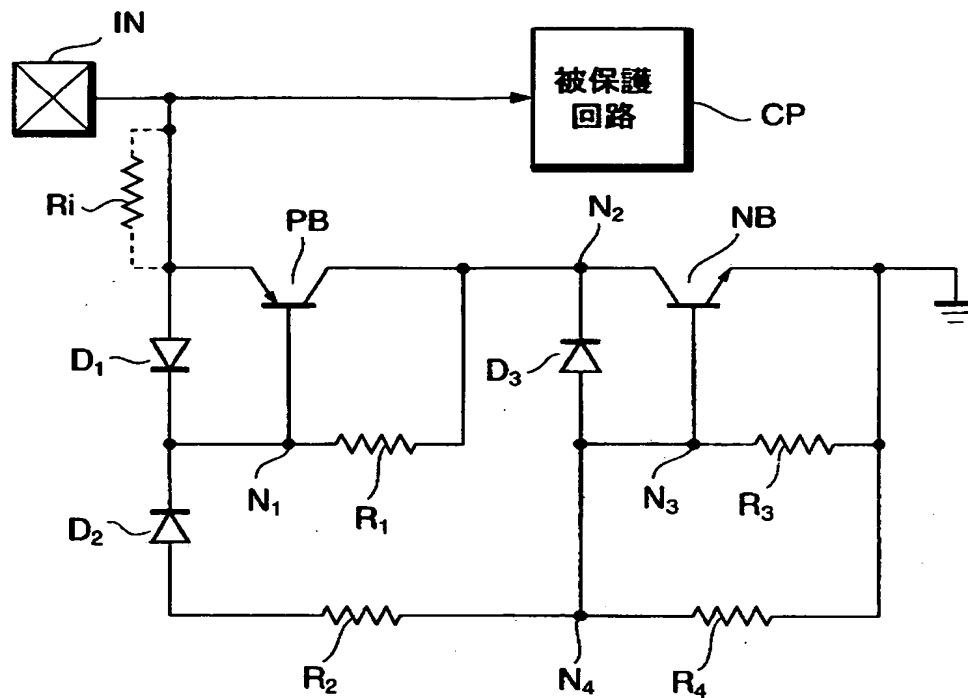 IN
被保護
回路
CP
Ri
PB
N₂
NB
D₁
D₃
N₁
R₁
N₃
R₃
D₂
R₂
N₄
R₄